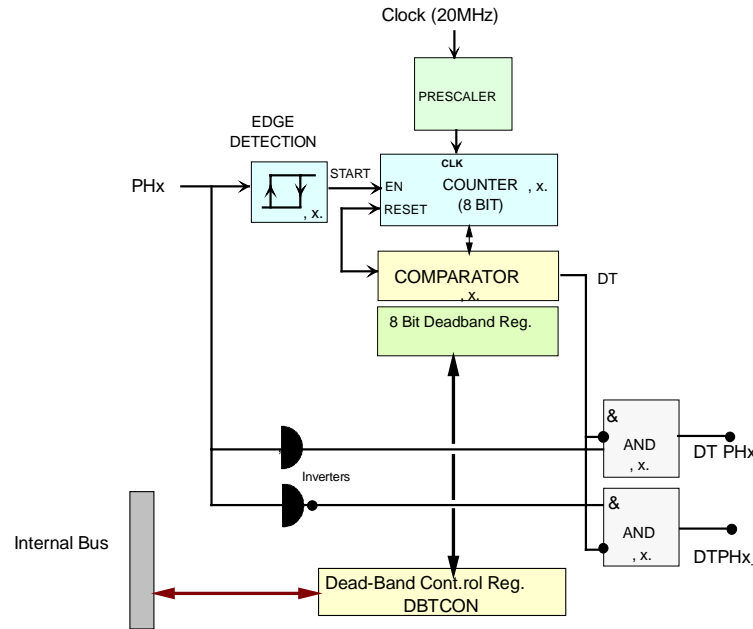 Clock (20MHz)
PRESCALER
EDGE
DETECTION
CLK
START
PHx
EN
COUNTER , x.
(8 BIT)
RESET
, x.
COMPARATOR
, x.
DT
8 Bit Deadband Reg.
&
AND
, x.
DT PHx
Inverters
&
AND
, x.
DTPHx_
Internal Bus
Dead-Band Cont.rol Reg.
DBTCON